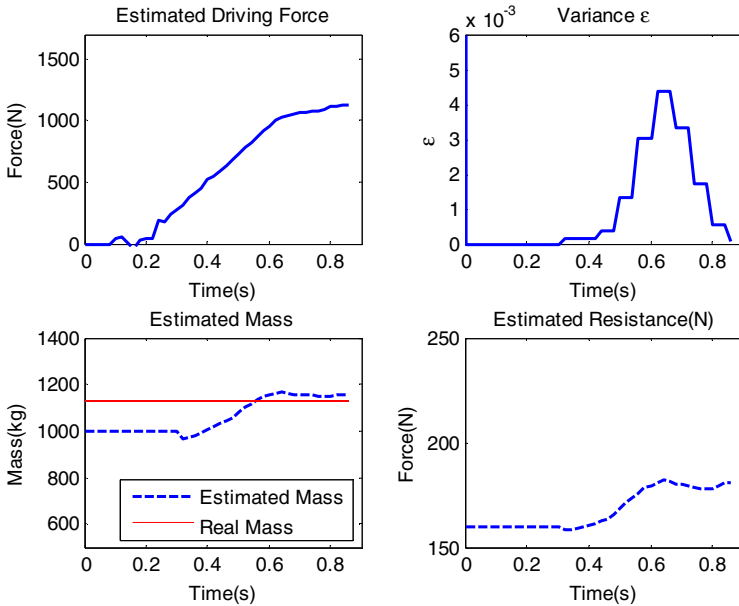 Estimated Driving Force
1500
1000
500
0
Force(N)
0 0.2 0.4 0.6 0.8
Time(s)
Variance ε
x 10^-3
6
5
4
3
2
1
0
ε
0 0.2 0.4 0.6 0.8
Time(s)
Estimated Mass
1400
1200
1000
800
600
Mass(kg)
Estimated Mass
Real Mass
0 0.2 0.4 0.6 0.8
Time(s)
Estimated Resistance(N)
250
200
150
Force(N)
0 0.2 0.4 0.6 0.8
Time(s)